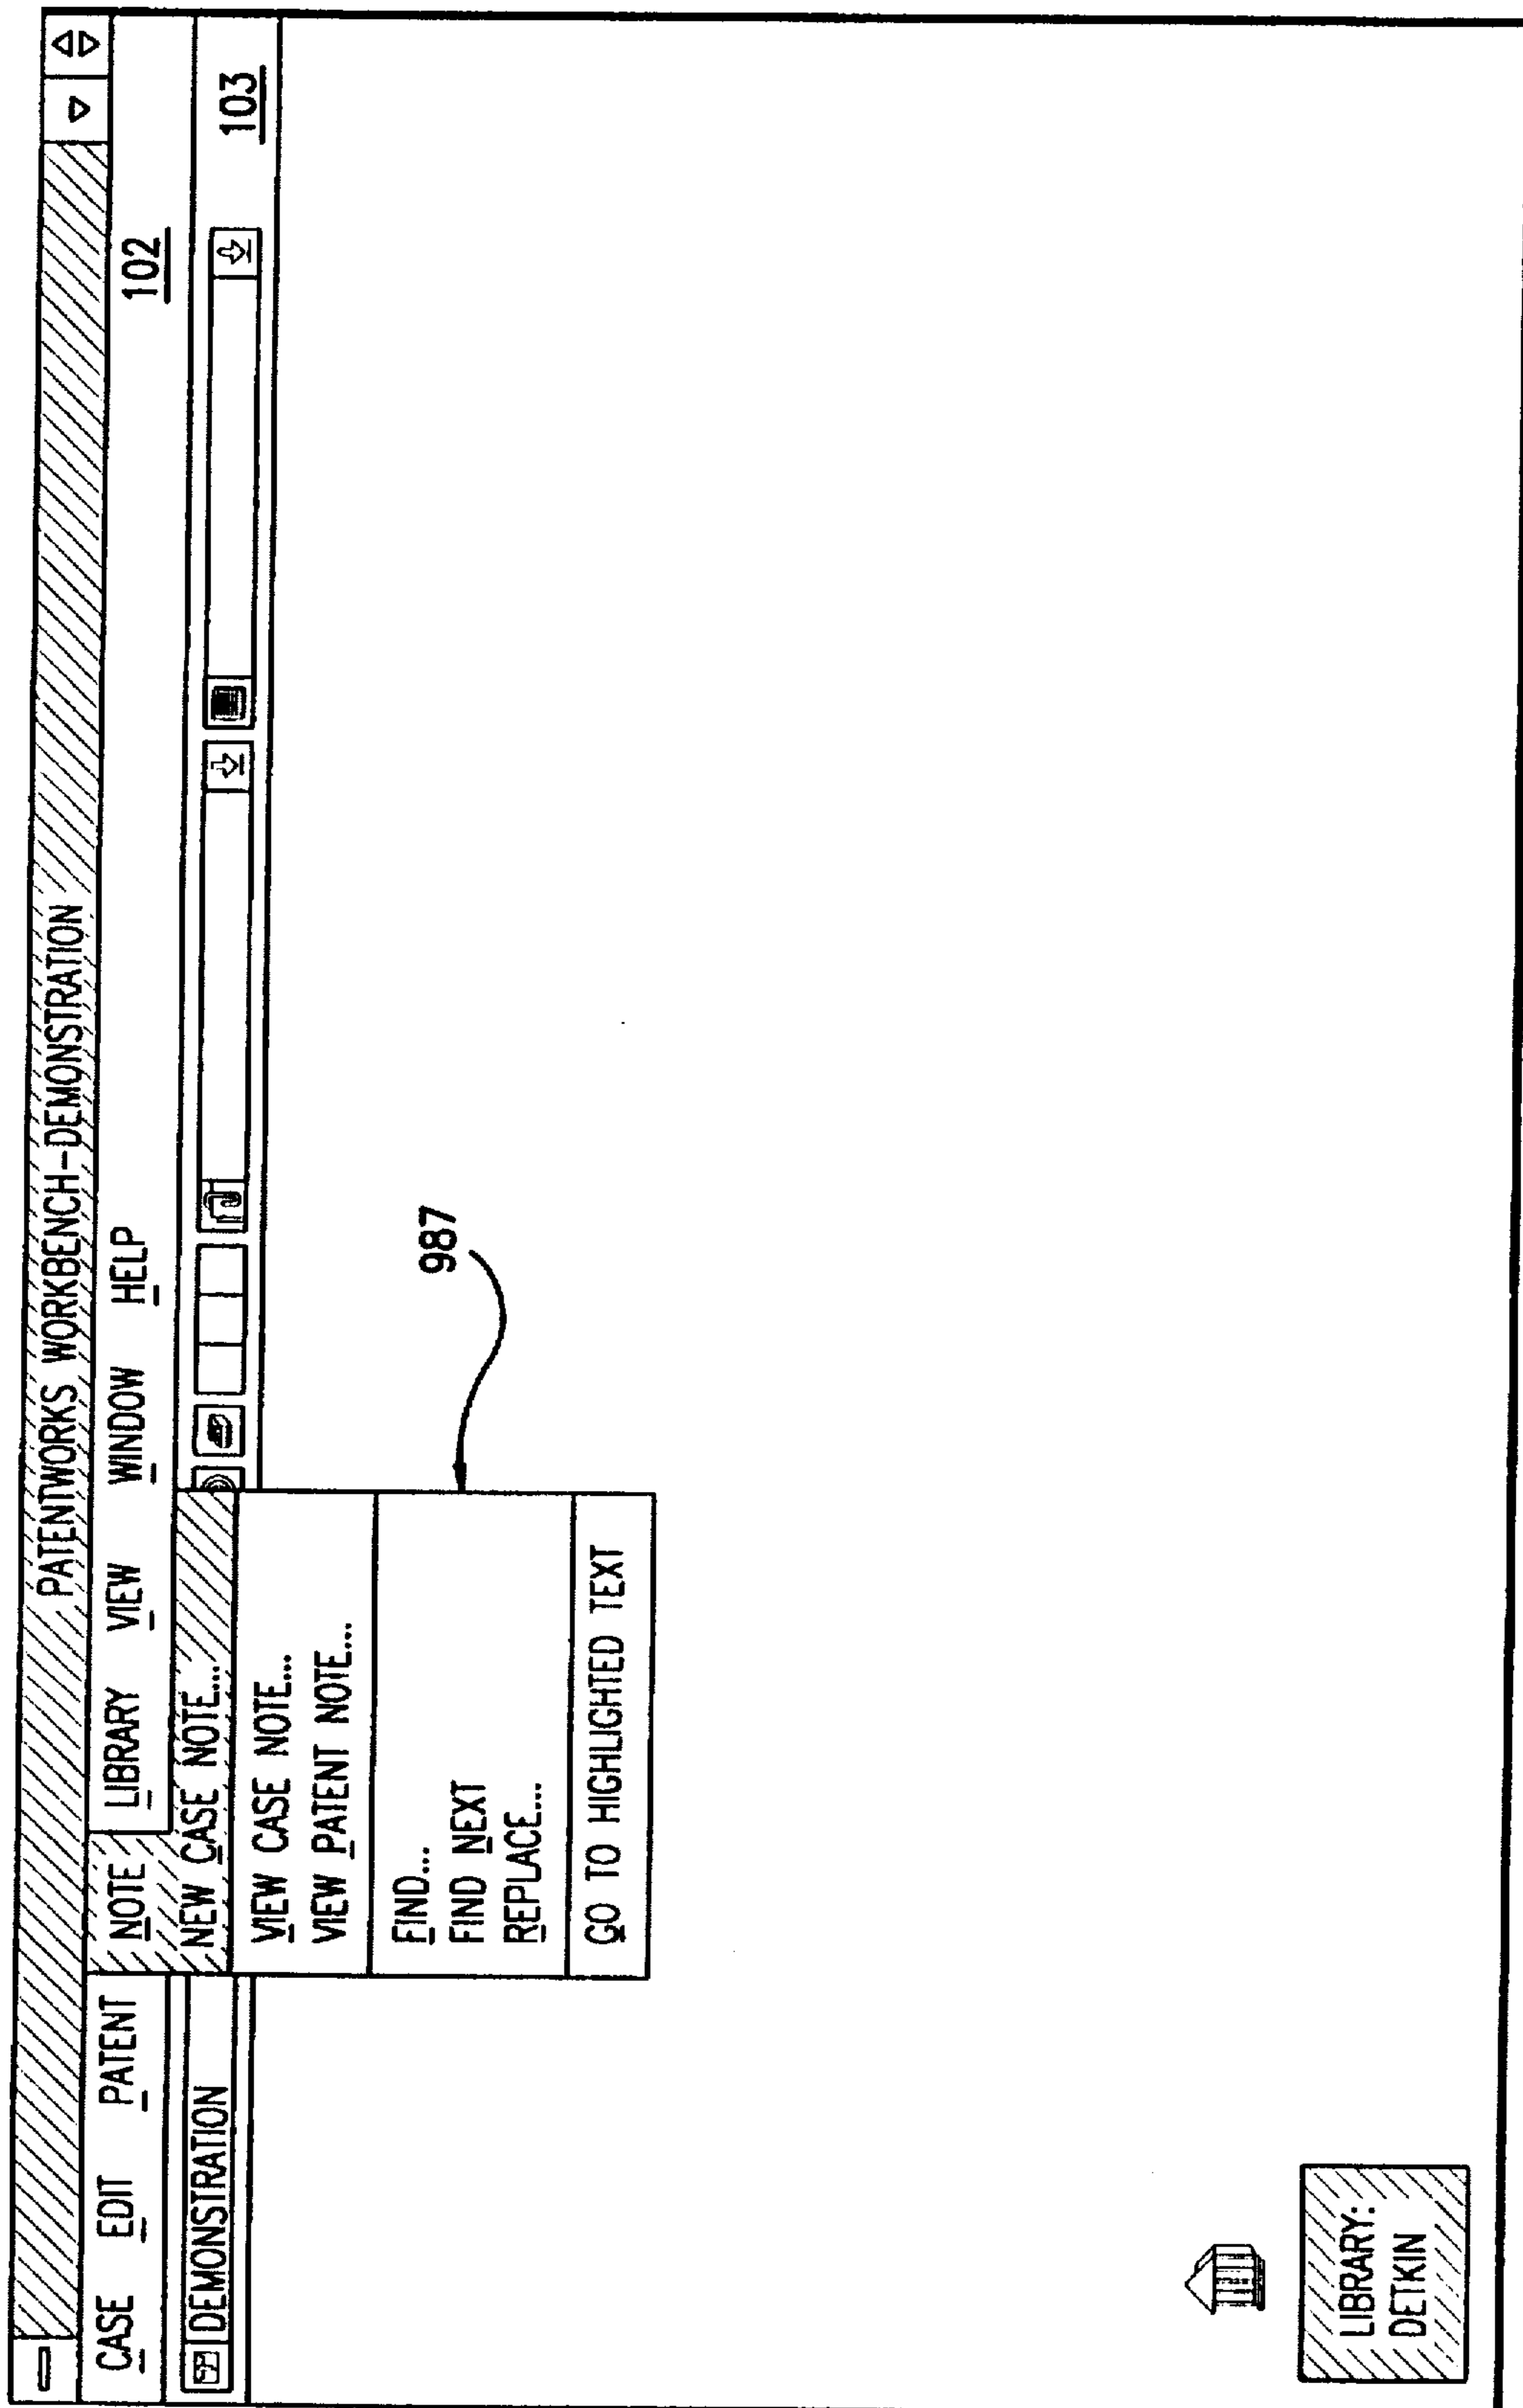 PATENTWORKS WORKBENCH-DEMONSTRATION
CASE EDIT PATENT NOTE LIBRARY VIEW WINDOW HELP 102
DEMONSTRATION 103
NEW CASE NOTE...
VIEW CASE NOTE...
VIEW PATENT NOTE...
FIND...
FIND NEXT
REPLACE...
GO TO HIGHLIGHTED TEXT
987
LIBRARY:
DETKIN